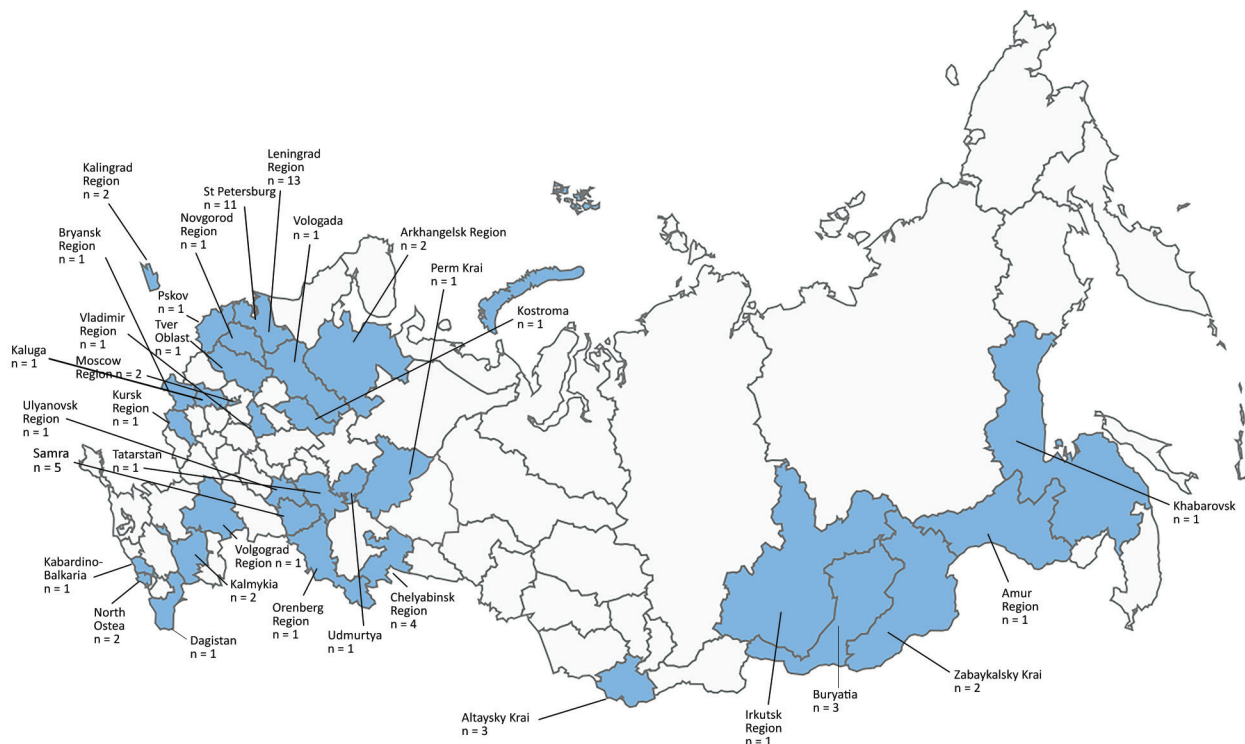 Leningrad
Region
n = 13
Kalingrad
Region
n = 2
St Petersburg
n = 11
Novgorod
Region
n = 1
Vologada
n = 1
Arkhangelsk Region
n = 2
Bryansk
Region
n = 1
Perm Krai
n = 1
Pskov
n = 1
Kostroma
n = 1
Vladimir
Region
n = 1
Tver
Oblast
n = 1
Kaluga
n = 1
Moscow
Region n = 2
Kursk
Region
n = 1
Ulyanovsk
Region
n = 1
Samra
n = 5
Tatarstan
n = 1
Khabarovsk
n = 1
Volgograd
Region n = 1
Kabardino-
Balkaria
n = 1
Kalmykia
n = 2
North
Ostea
n = 2
Dagistan
n = 1
Orenberg
Region
n = 1
Udmurtya
n = 1
Chelyabinsk
Region
n = 4
Amur
Region
n = 1
Zabaykalsky Krai
n = 2
Buryatia
n = 3
Irkutsk
Region
n = 1
Altaysky Krai
n = 3